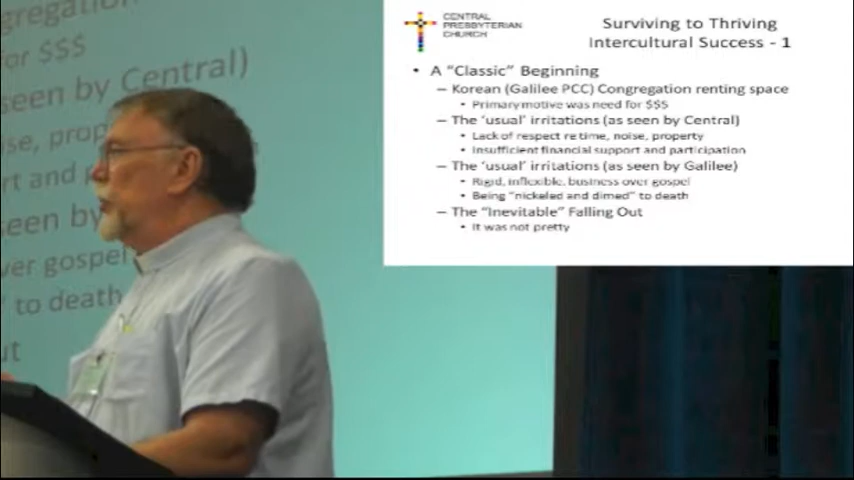 CENTRAL
PRESBYTERIAN
CHURCH
Surviving to Thriving
Intercultural Success - 1
• A “Classic” Beginning
– Korean (Galilee PCC) Congregation renting space
• Primary motive was need for $$$
– The ‘usual’ irritations (as seen by Central)
• Lack of respect re time, noise, property
• Insufficient financial support and participation
– The ‘usual’ irritations (as seen by Galilee)
• Rigid, inflexible, business over gospel
• Being “nickeled and dimed” to death
– The “Inevitable” Falling Out
• It was not pretty
for $$$
seen by Central)
rt and
seen by
ver gospel
to death
ut